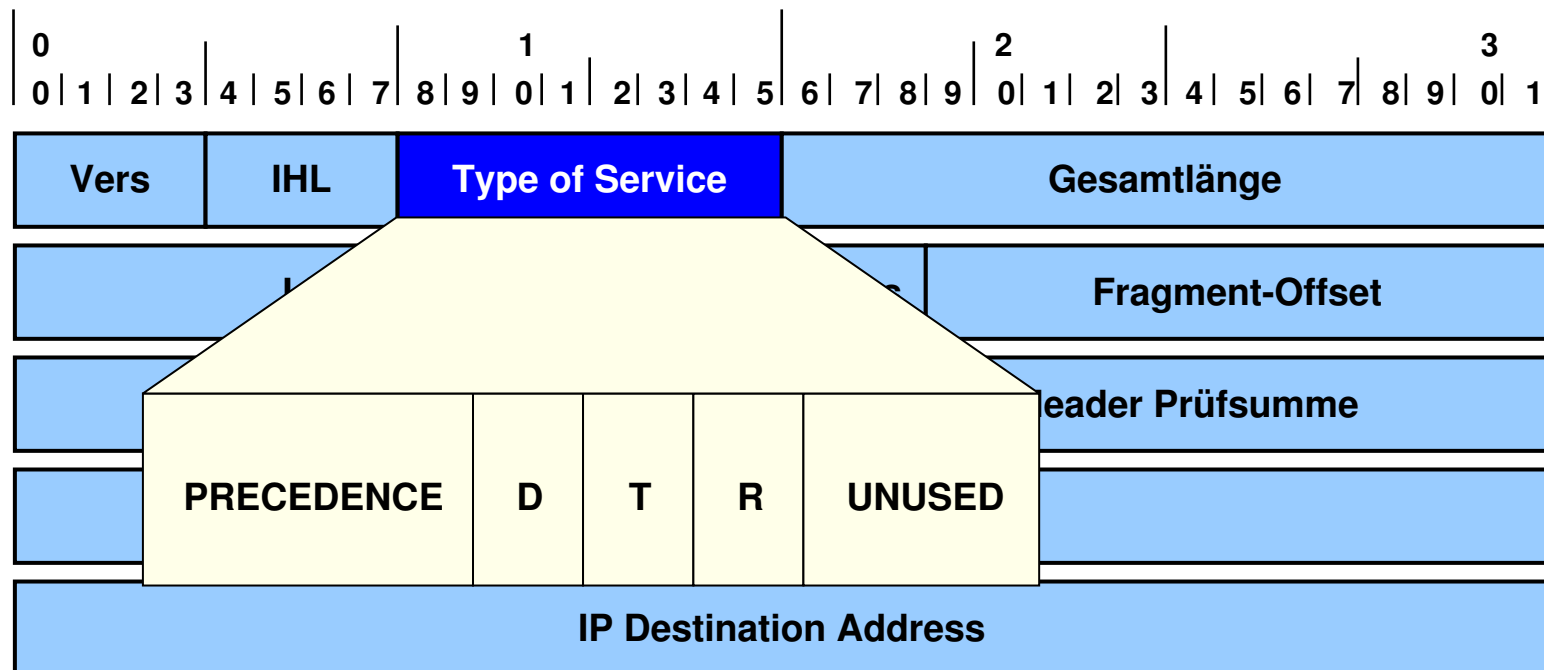 0 1 2 3
0 1 2 3 4 5 6 7 8 9 0 1 2 3 4 5 6 7 8 9 0 1 2 3 4 5 6 7 8 9 0 1
Vers IHL Type of Service Gesamtlänge
Fragment-Offset
eader Prüfsumme
PRECEDENCE D T R UNUSED
IP Destination Address